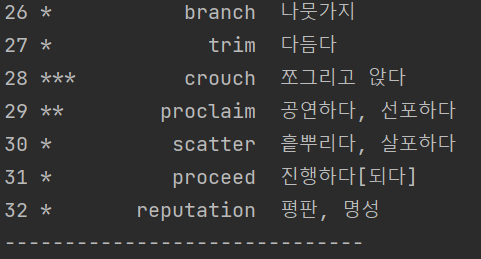 26 * branch 나뭇가지
27 * trim 다듬다
28 *** crouch 쪼그리고 앉다
29 ** proclaim 공연하다, 선포하다
30 * scatter 흩뿌리다, 살포하다
31 * proceed 진행하다[되다]
32 * reputation 평판, 명성
------------------------------